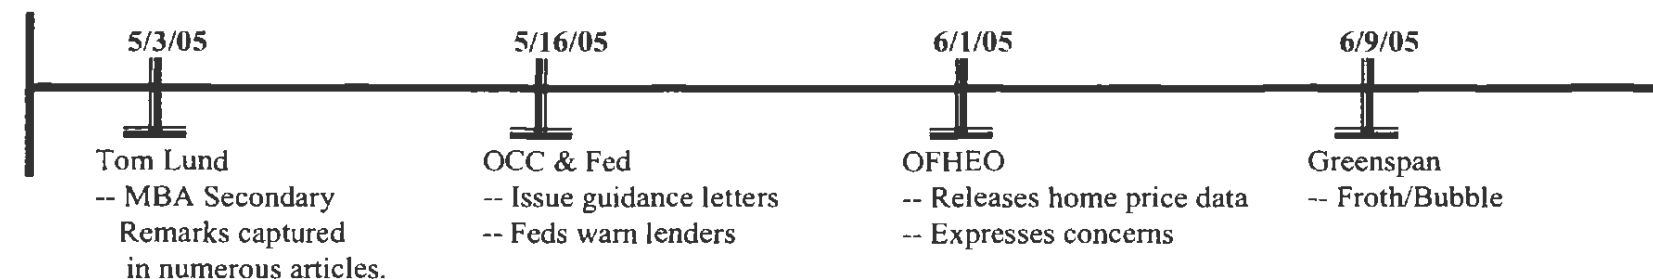 5/3/05 5/16/05 6/1/05 6/9/05
Tom Lund
-- MBA Secondary
Remarks captured
in numerous articles.
OCC & Fed
-- Issue guidance letters
-- Feds warn lenders
OFHEO
-- Releases home price data
-- Expresses concerns
Greenspan
-- Froth/Bubble